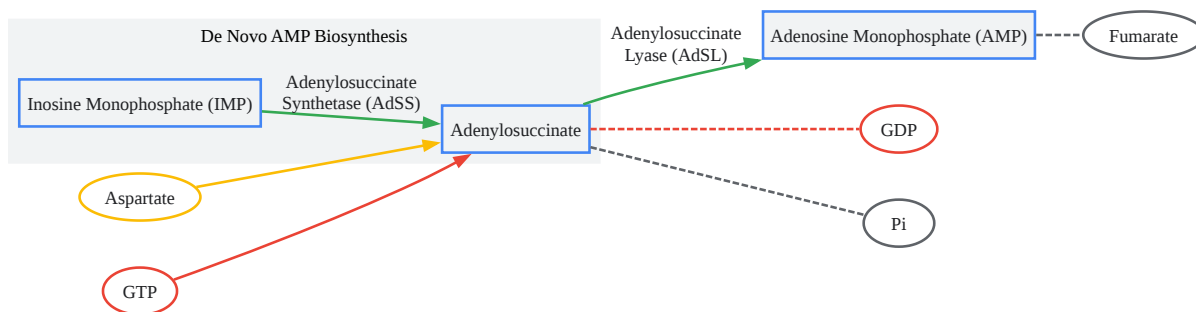 De Novo AMP Biosynthesis
Adenylosuccinate
Lyase (AdSL)
Adenosine Monophosphate (AMP)
Fumarate
Inosine Monophosphate (IMP)
Adenylosuccinate
Synthetase (AdSS)
Adenylosuccinate
GDP
Aspartate
Pi
GTP